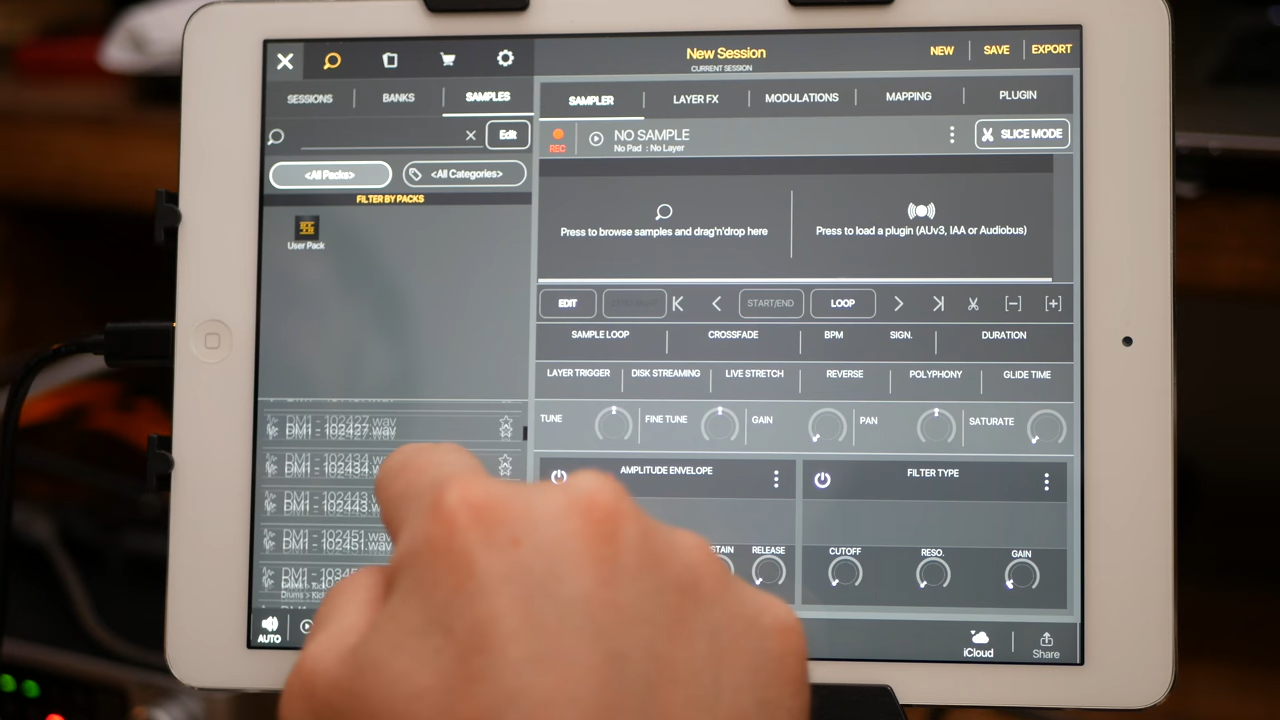 New Session
CURRENT SESSION
NEW
SAVE
EXPORT
SESSIONS
BANKS
SAMPLES
SAMPLER
LAYER FX
MODULATIONS
MAPPING
PLUGIN
Edit
REC
NO SAMPLE
No Pad : No Layer
SLICE MODE
<All Packs>
<All Categories>
FILTER BY PACKS
User Pack
Press to browse samples and drag'n'drop here
Press to load a plugin (AUv3, IAA or Audiobus)
EDIT
START/END
LOOP
SAMPLE LOOP
CROSSFADE
BPM
SIGN.
DURATION
LAYER TRIGGER
DISK STREAMING
LIVE STRETCH
REVERSE
POLYPHONY
GLIDE TIME
TUNE
FINE TUNE
GAIN
PAN
SATURATE
DM1 - 102427.wav
DM1 - 102434.wav
DM1 - 102443.wav
DM1 - 102451.wav
DM1 - 1034
Drums > Kick
AMPLITUDE ENVELOPE
FILTER TYPE
TAIN
RELEASE
CUTOFF
RESO.
GAIN
AUTO
iCloud
Share